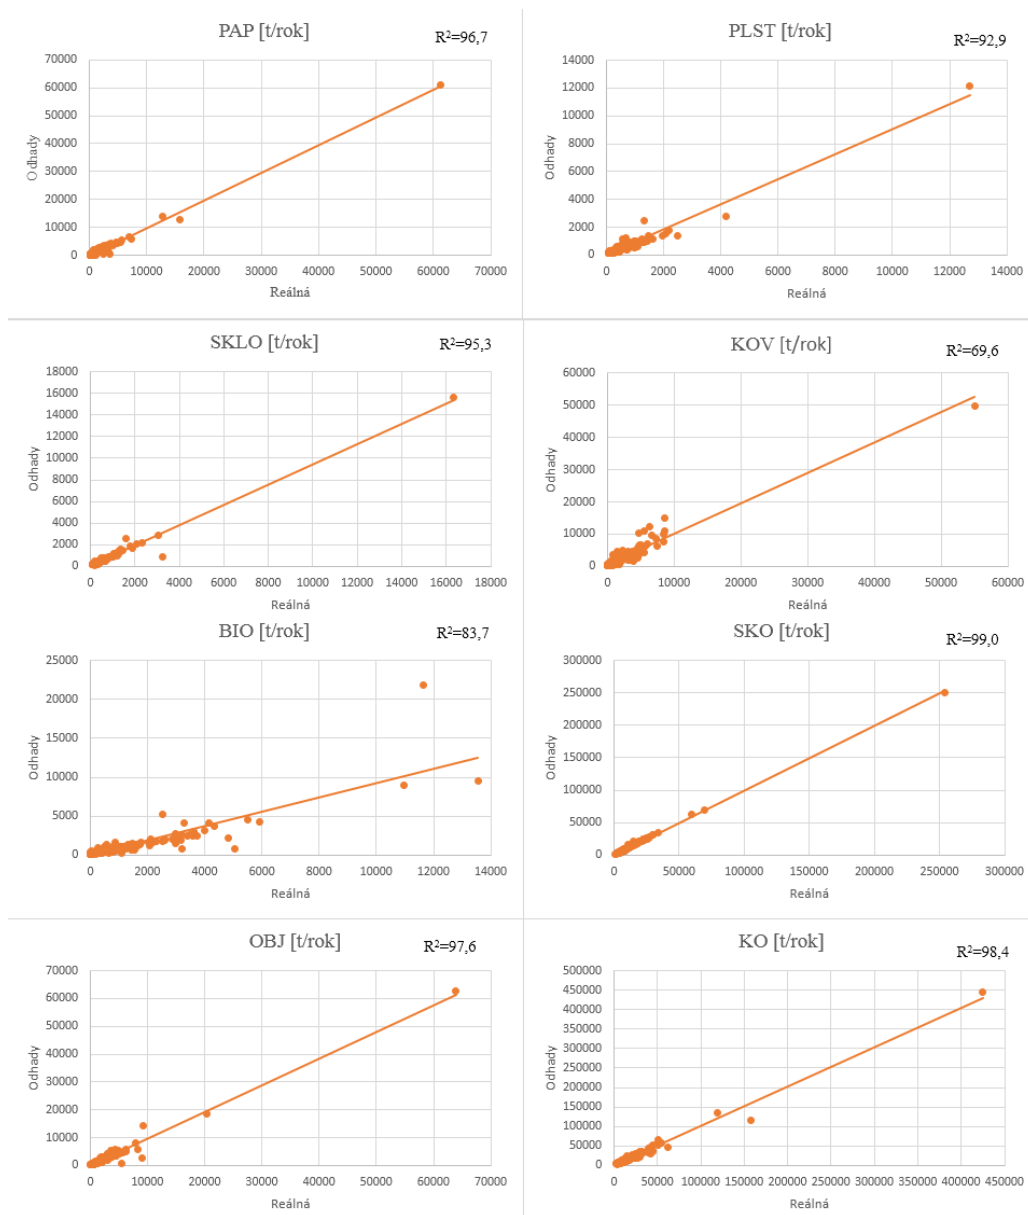 PAP [t/rok]
R²=96,7
70000
60000
50000
40000
30000
20000
10000
0
Odhady
0 10000 20000 30000 40000 50000 60000 70000
Reálná
PLST [t/rok]
R²=92,9
14000
12000
10000
8000
6000
4000
2000
0
Odhady
0 2000 4000 6000 8000 10000 12000 14000
Reálná
SKLO [t/rok]
R²=95,3
18000
16000
14000
12000
10000
8000
6000
4000
2000
0
Odhady
0 2000 4000 6000 8000 10000 12000 14000 16000 18000
Reálná
KOV [t/rok]
R²=69,6
60000
50000
40000
30000
20000
10000
0
Odhady
0 10000 20000 30000 40000 50000 60000
Reálná
BIO [t/rok]
R²=83,7
25000
20000
15000
10000
5000
0
Odhady
0 2000 4000 6000 8000 10000 12000 14000
Reálná
SKO [t/rok]
R²=99,0
300000
250000
200000
150000
100000
50000
0
Odhady
0 50000 100000 150000 200000 250000 300000
Reálná
OBJ [t/rok]
R²=97,6
70000
60000
50000
40000
30000
20000
10000
0
Odhady
0 10000 20000 30000 40000 50000 60000 70000
Reálná
KO [t/rok]
R²=98,4
500000
450000
400000
350000
300000
250000
200000
150000
100000
50000
0
Odhady
0 50000 100000 150000 200000 250000 300000 350000 400000 450000
Reálná